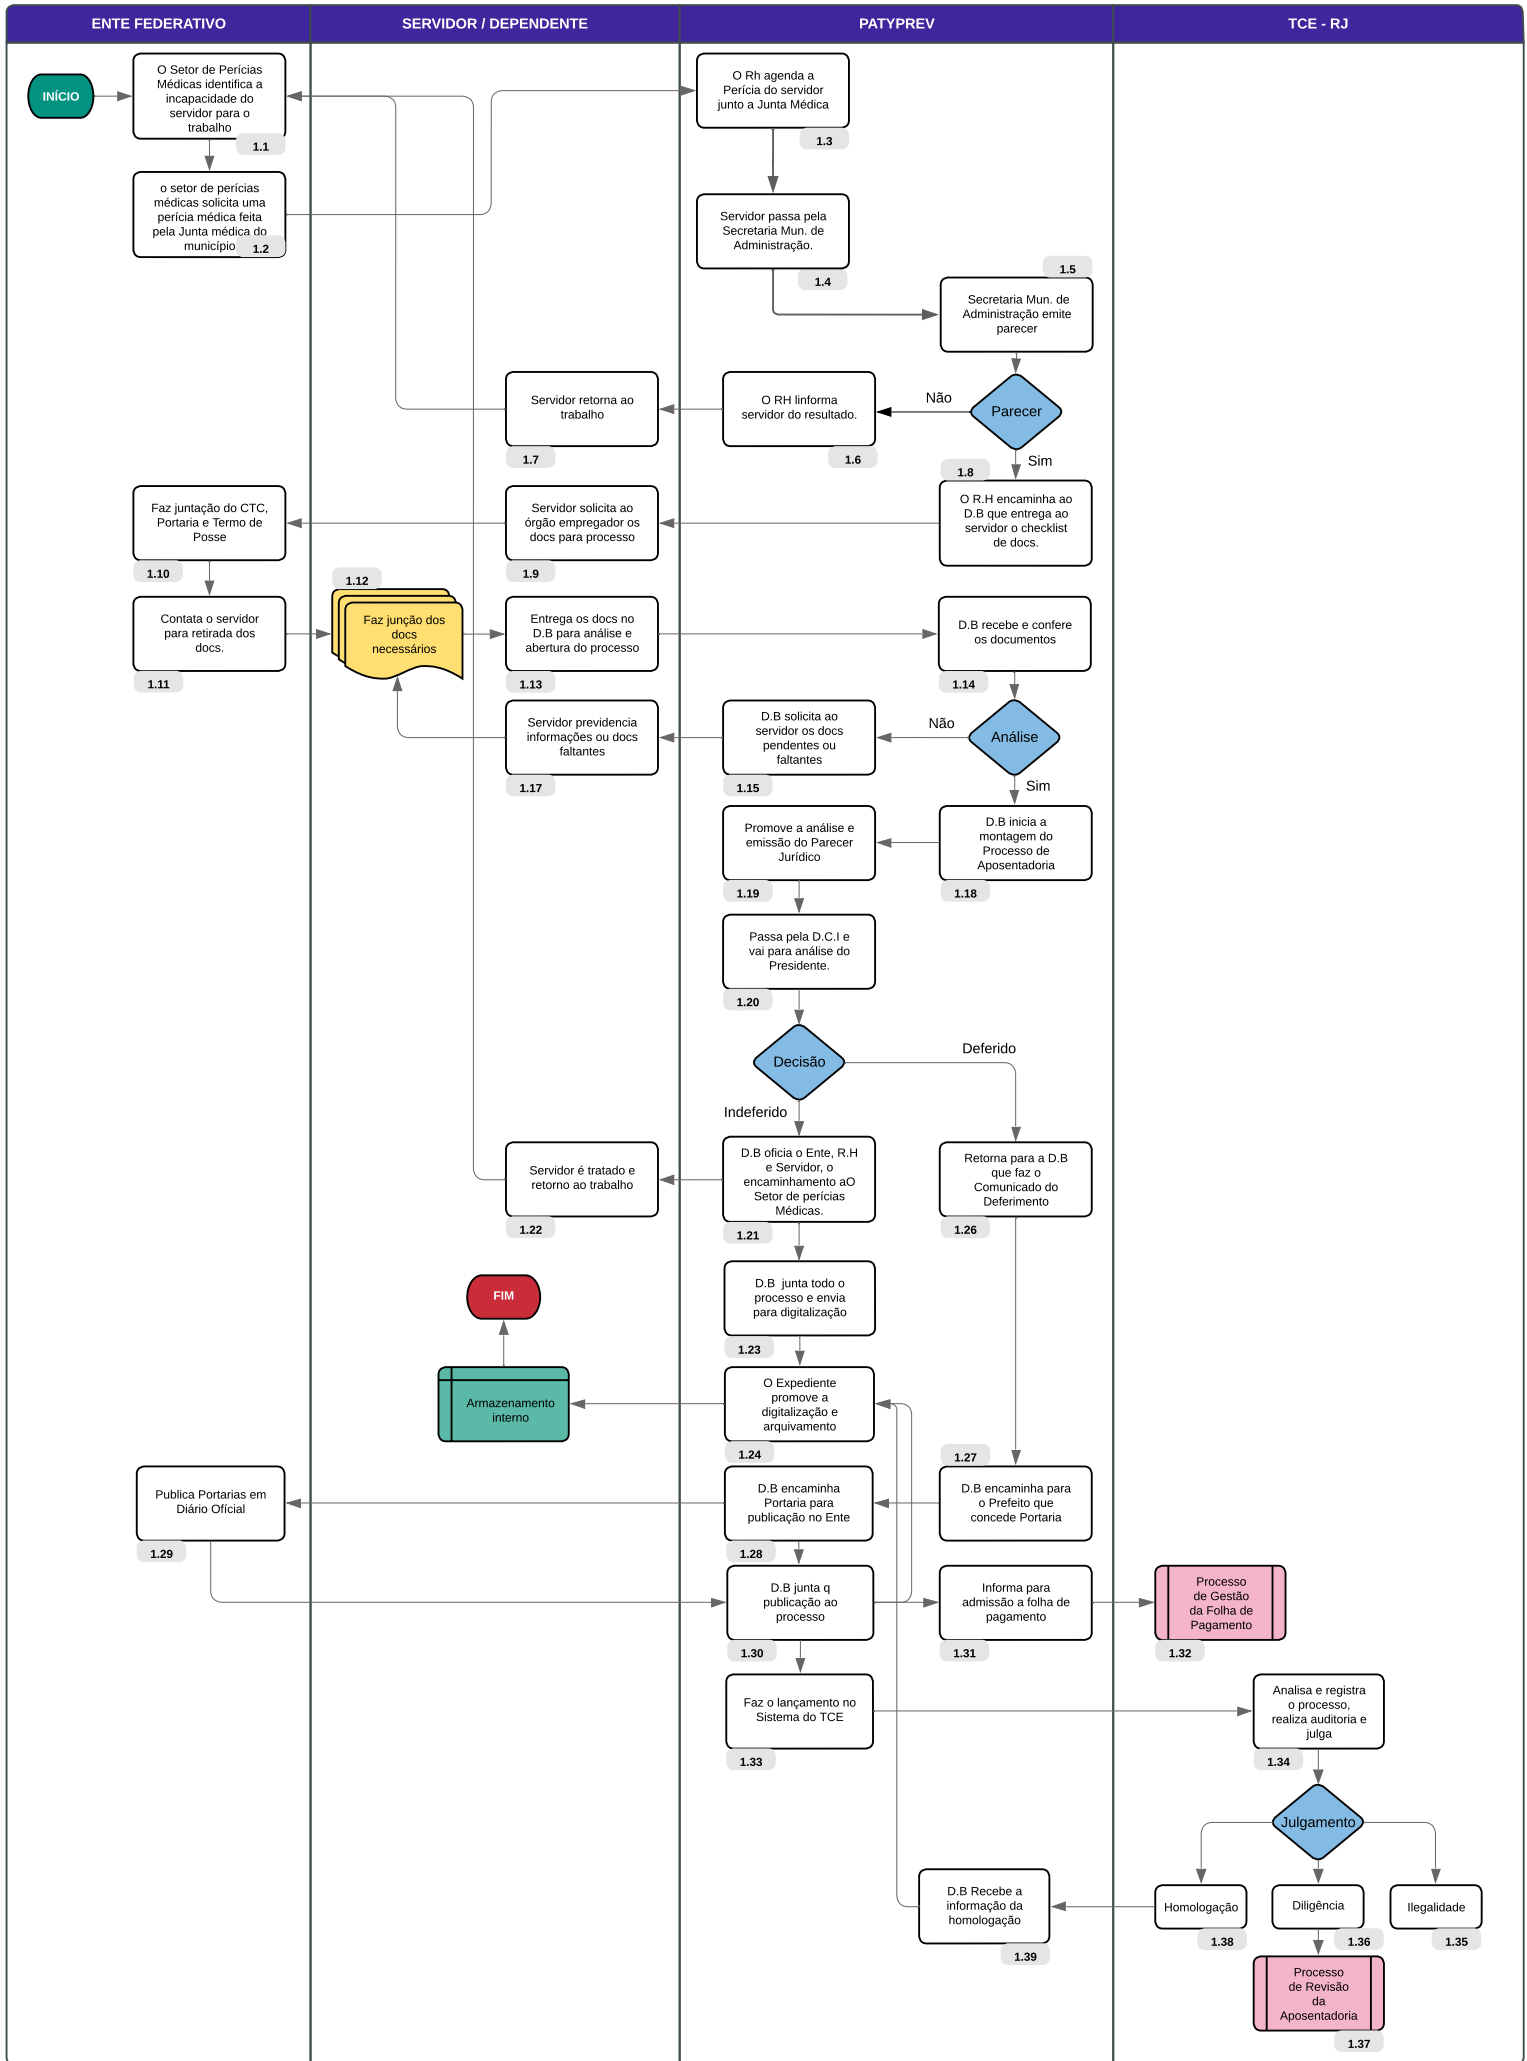 ENTE FEDERATIVO
SERVIDOR / DEPENDENTE
PATYPREV
TCE - RJ
INÍCIO
O Setor de Perícias
Médicas identifica a
incapacidade do
servidor para o
trabalho
1.1
o setor de perícias
médicas solicita uma
perícia médica feita
pela Junta médica do
município
1.2
O Rh agenda a
Perícia do servidor
junto a Junta Médica
1.3
Servidor passa pela
Secretaria Mun. de
Administração.
1.4
1.5
Secretaria Mun. de
Administração emite
parecer
Parecer
Não
Sim
O RH linforma
servidor do resultado.
1.6
Servidor retorna ao
trabalho
1.7
1.8
O R.H encaminha ao
D.B que entrega ao
servidor o checklist
de docs.
Servidor solicita ao
órgão empregador os
docs para processo
1.9
Faz juntação do CTC,
Portaria e Termo de
Posse
1.10
Contata o servidor
para retirada dos
docs.
1.11
1.12
Faz junção dos
docs
necessários
Entrega os docs no
D.B para análise e
abertura do processo
1.13
D.B recebe e confere
os documentos
1.14
Análise
Não
Sim
D.B solicita ao
servidor os docs
pendentes ou
faltantes
1.15
Servidor previdencia
informações ou docs
faltantes
1.17
D.B inicia a
montagem do
Processo de
Aposentadoria
1.18
Promove a análise e
emissão do Parecer
Jurídico
1.19
Passa pela D.C.I e
vai para análise do
Presidente.
1.20
Decisão
Deferido
Indeferido
D.B oficia o Ente, R.H
e Servidor, o
encaminhamento aO
Setor de perícias
Médicas.
1.21
Servidor é tratado e
retorno ao trabalho
1.22
Retorna para a D.B
que faz o
Comunicado do
Deferimento
1.26
D.B  junta todo o
processo e envia
para digitalização
1.23
FIM
Armazenamento
interno
O Expediente
promove a
digitalização e
arquivamento
1.24
1.27
D.B encaminha para
o Prefeito que
concede Portaria
D.B encaminha
Portaria para
publicação no Ente
1.28
Publica Portarias em
Diário Ofícial
1.29
D.B junta q
publicação ao
processo
1.30
Informa para
admissão a folha de
pagamento
1.31
Processo
de Gestão
da Folha de
Pagamento
1.32
Faz o lançamento no
Sistema do TCE
1.33
Analisa e registra
o processo,
realiza auditoria e
julga
1.34
Julgamento
Homologação
1.38
Diligência
1.36
Ilegalidade
1.35
D.B Recebe a
informação da
homologação
1.39
Processo
de Revisão
da
Aposentadoria
1.37